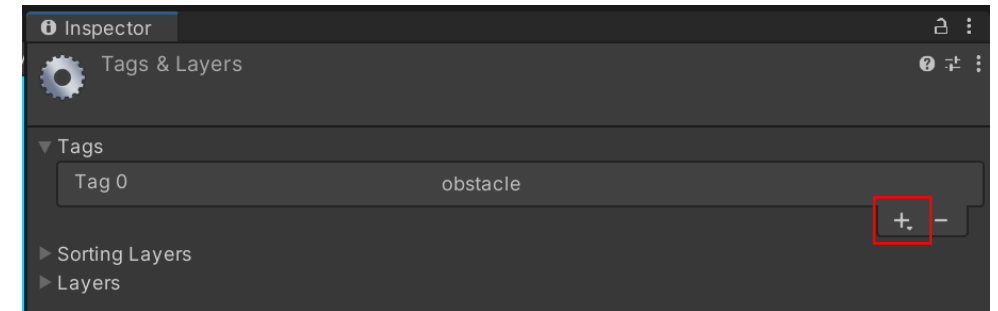 Inspector
Tags & Layers
Tags
Tag 0 obstacle
Sorting Layers
Layers